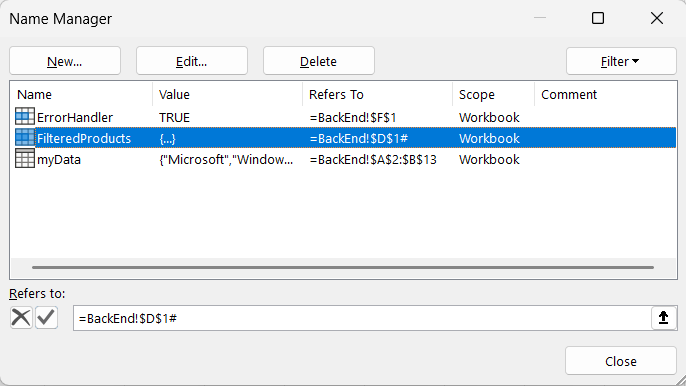 Name Manager
New... Edit... Delete Filter
Name Value Refers To Scope Comment
ErrorHandler TRUE =BackEnd!$F$1 Workbook
FilteredProducts {...} =BackEnd!$D$1# Workbook
myData {"Microsoft","Window... =BackEnd!$A$2:$B$13 Workbook
Refers to:
=BackEnd!$D$1#
Close